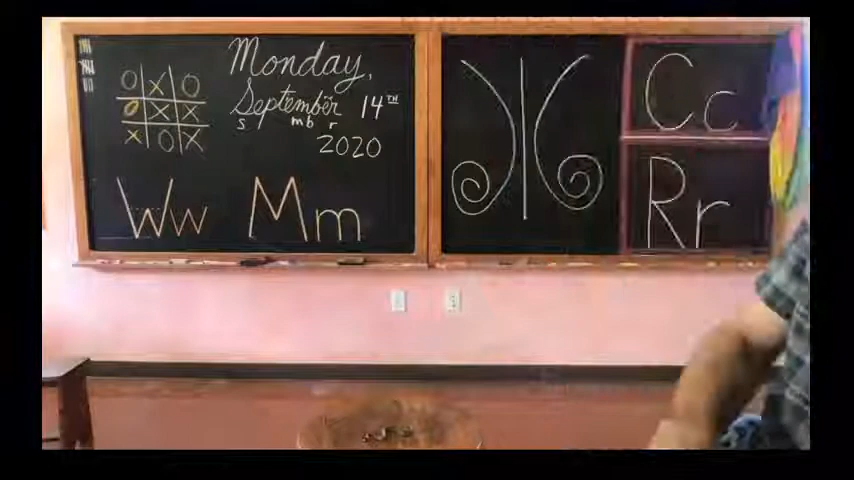 Monday,
September 14TH
s mb r
2020
O X O
O X X
X O X
Ww Mm
Cc
Rr